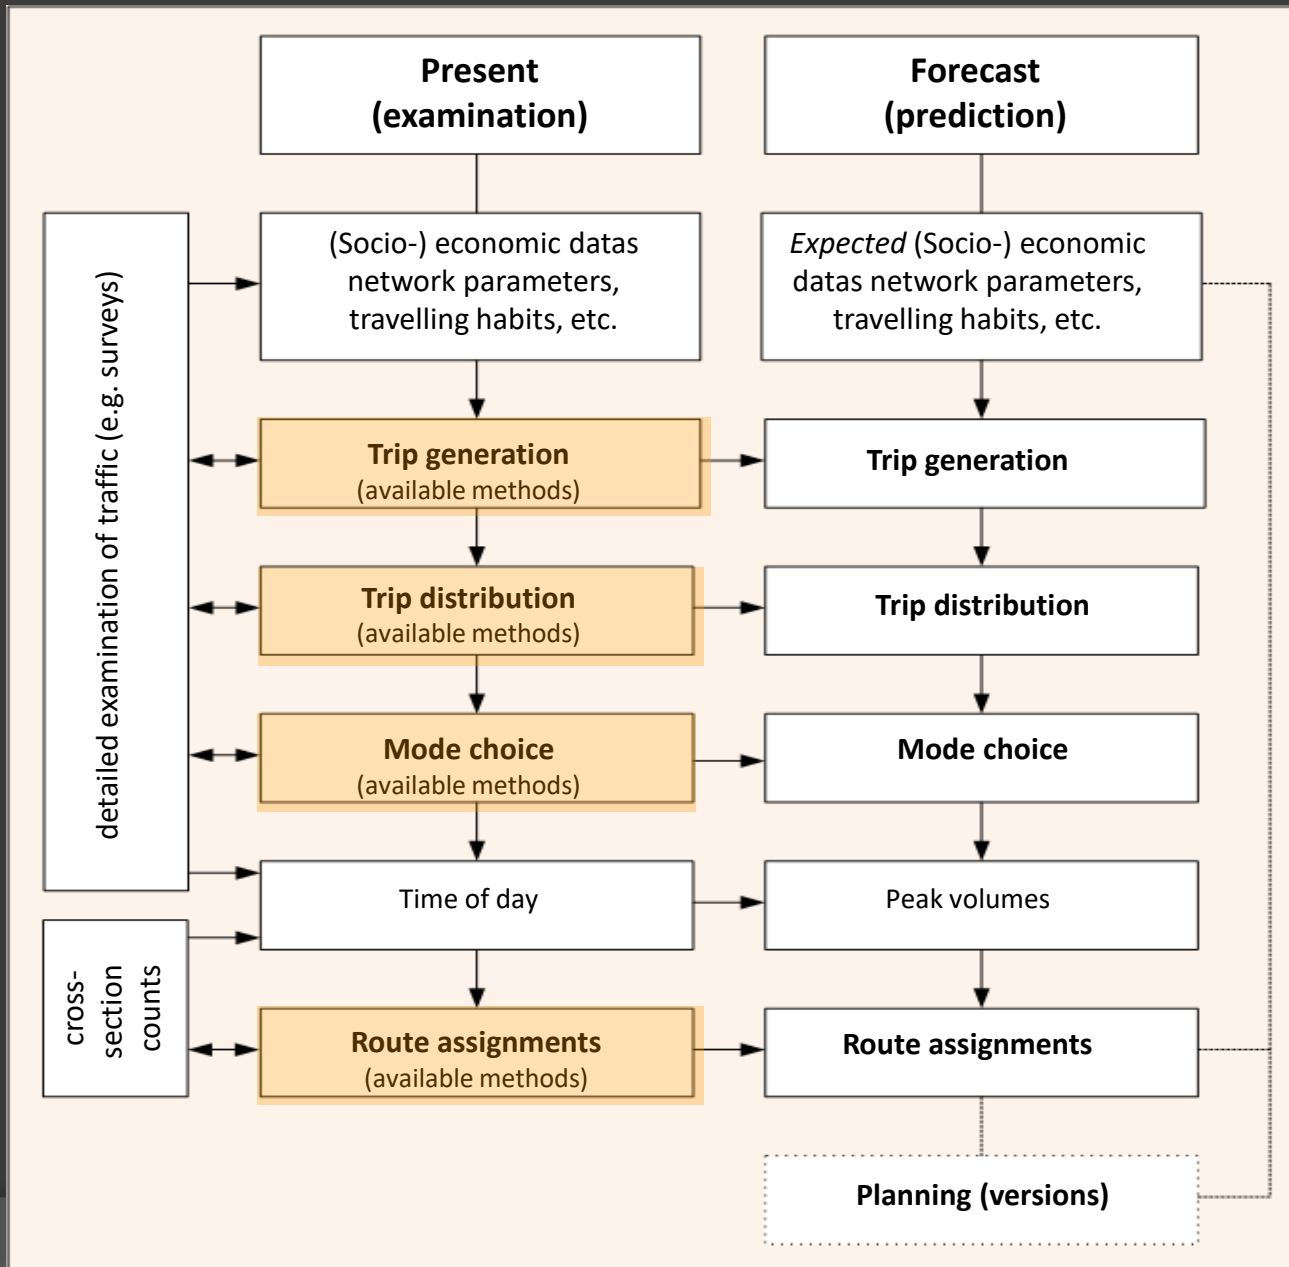 Present
(examination)
Forecast
(prediction)
detailed examination of traffic (e.g. surveys)
(Socio-) economic datas
network parameters,
travelling habits, etc.
Expected (Socio-) economic
datas network parameters,
travelling habits, etc.
Trip generation
(available methods)
Trip generation
Trip distribution
(available methods)
Trip distribution
Mode choice
(available methods)
Mode choice
Time of day
Peak volumes
cross-
section
counts
Route assignments
(available methods)
Route assignments
Planning (versions)